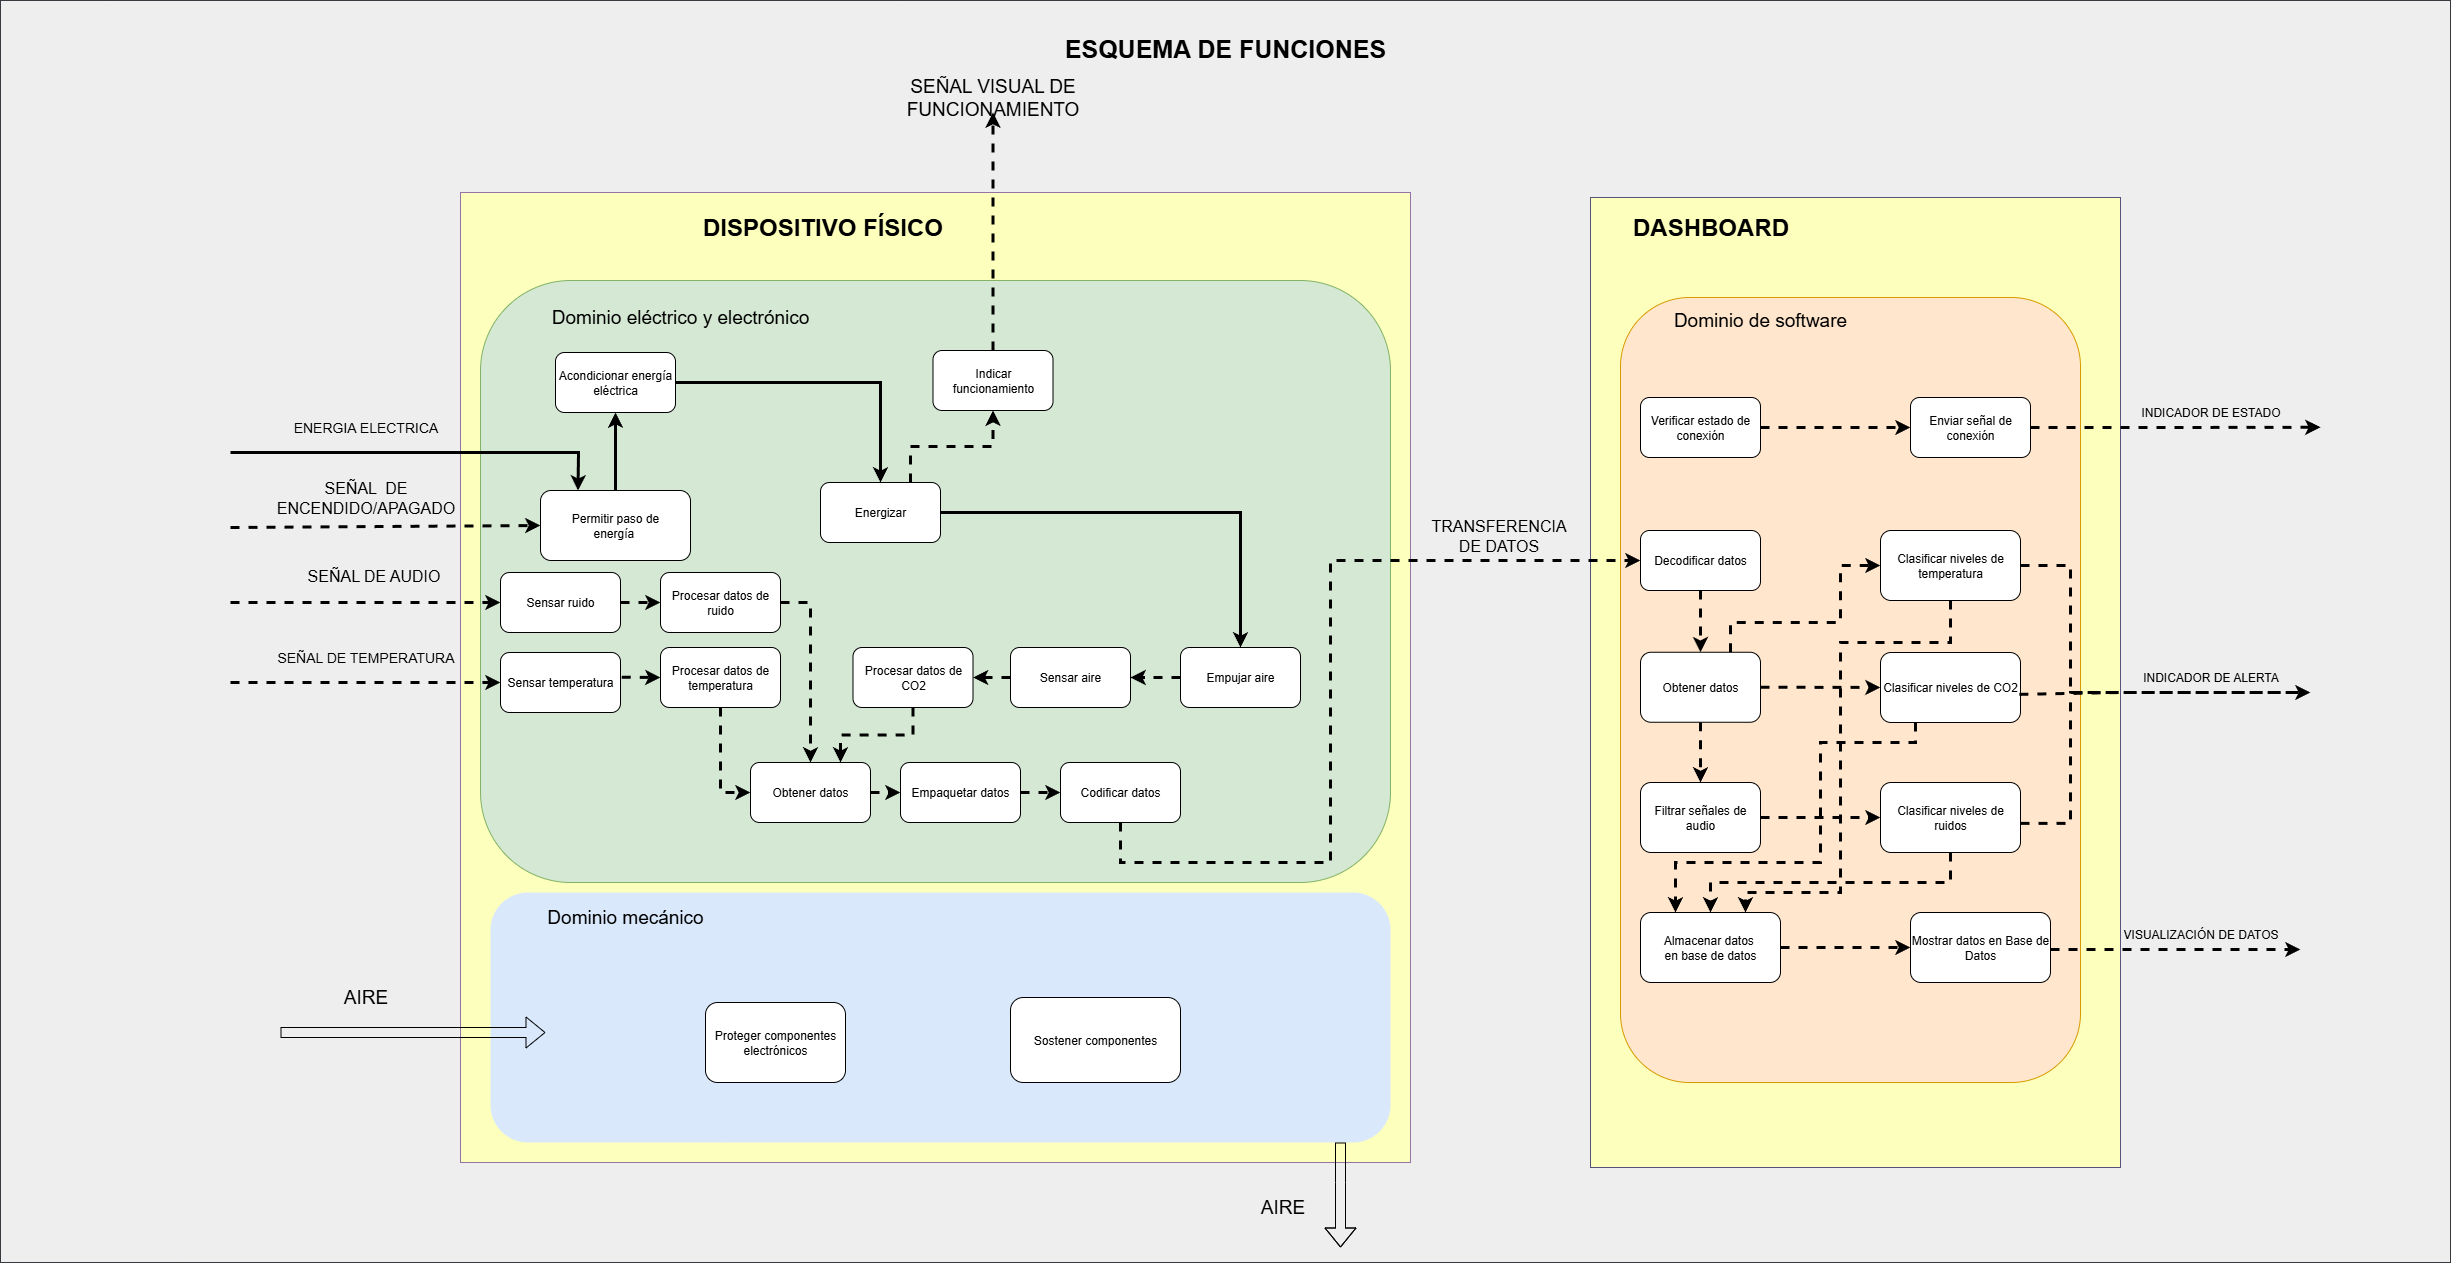 ESQUEMA DE FUNCIONES
SEÑAL VISUAL DE
FUNCIONAMIENTO
DISPOSITIVO FÍSICO
Dominio eléctrico y electrónico
Acondicionar energía
eléctrica
Indicar
funcionamiento
ENERGIA ELECTRICA
SEÑAL DE
ENCENDIDO/APAGADO
Permitir paso de
energía
Energizar
SEÑAL DE AUDIO
Sensar ruido
Procesar datos de
ruido
SEÑAL DE TEMPERATURA
Sensar temperatura
Procesar datos de
temperatura
Procesar datos de
CO2
Sensar aire
Empujar aire
Obtener datos
Empaquetar datos
Codificar datos
Dominio mecánico
AIRE
Proteger componentes
electrónicos
Sostener componentes
AIRE
TRANSFERENCIA
DE DATOS
DASHBOARD
Dominio de software
Verificar estado de
conexión
Enviar señal de
conexión
INDICADOR DE ESTADO
Decodificar datos
Clasificar niveles de
temperatura
Obtener datos
Clasificar niveles de CO2
INDICADOR DE ALERTA
Filtrar señales de
audio
Clasificar niveles de
ruidos
Almacenar datos
en base de datos
Mostrar datos en Base de
Datos
VISUALIZACIÓN DE DATOS